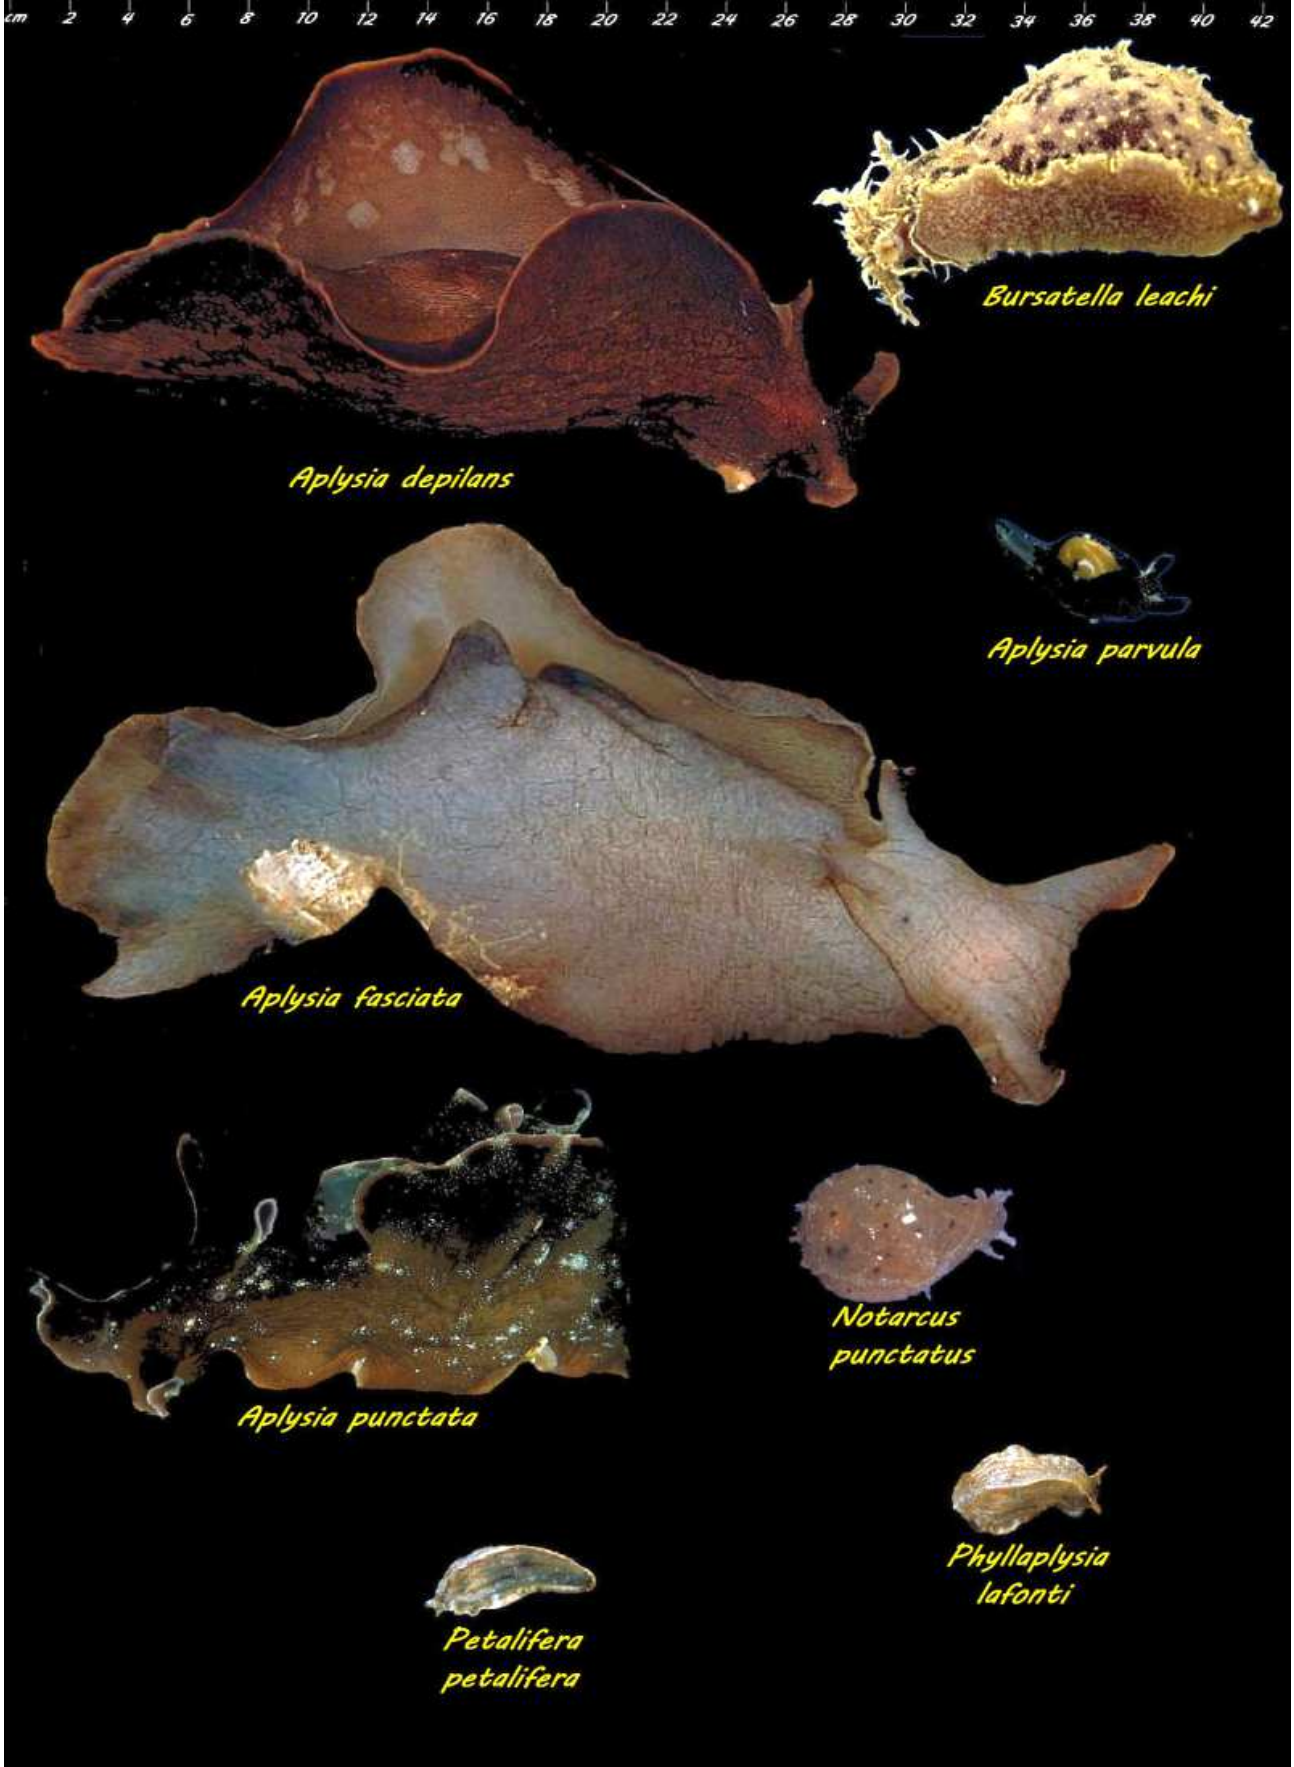 cm 2 4 6 8 10 12 14 16 18 20 22 24 26 28 30 32 34 36 38 40 42
Bursatella leachi
Aplysia depilans
Aplysia parvula
Aplysia fasciata
Notarcus
punctatus
Aplysia punctata
Phyllaplysia
lafonti
Petalifera
petalifera